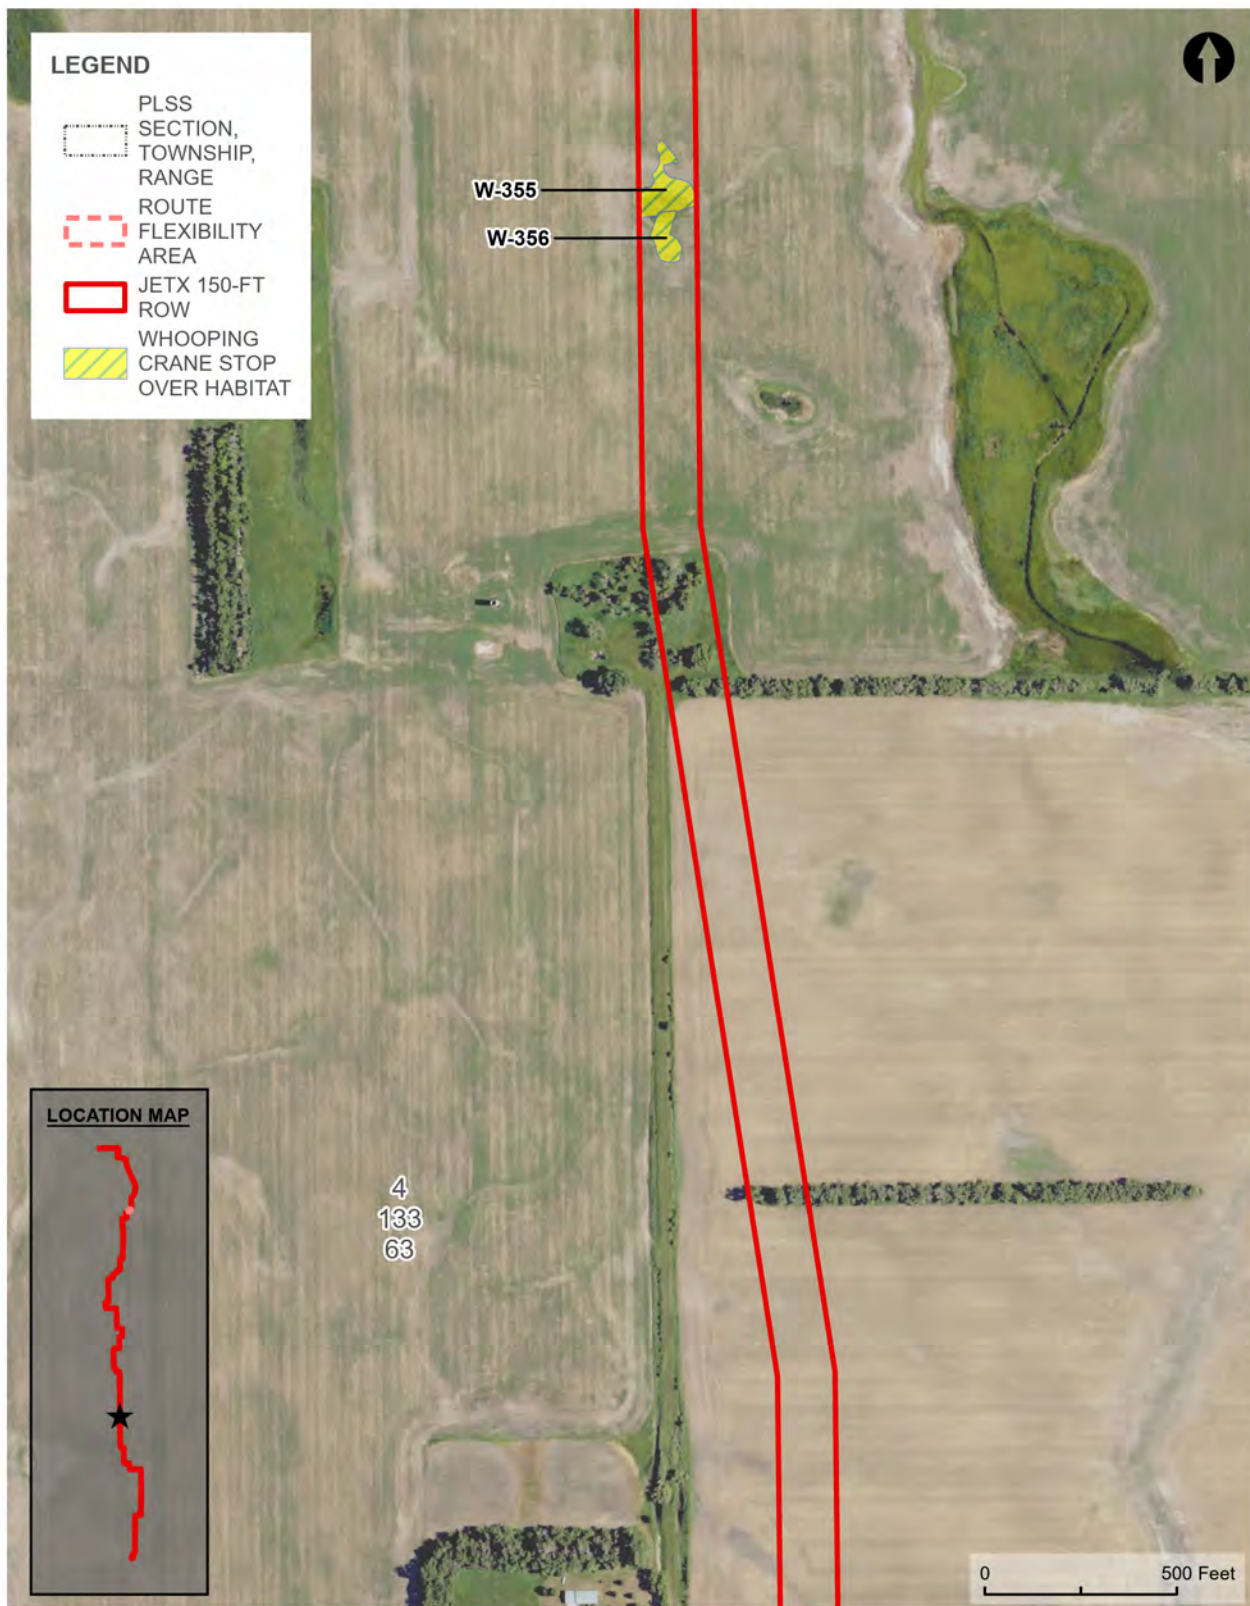 LEGEND
PLSS
SECTION,
TOWNSHIP,
RANGE
ROUTE
FLEXIBILITY
AREA
JETX 150-FT
ROW
WHOOPING
CRANE STOP
OVER HABITAT
W-355
W-356
LOCATION MAP
4
133
63
0 500 Feet